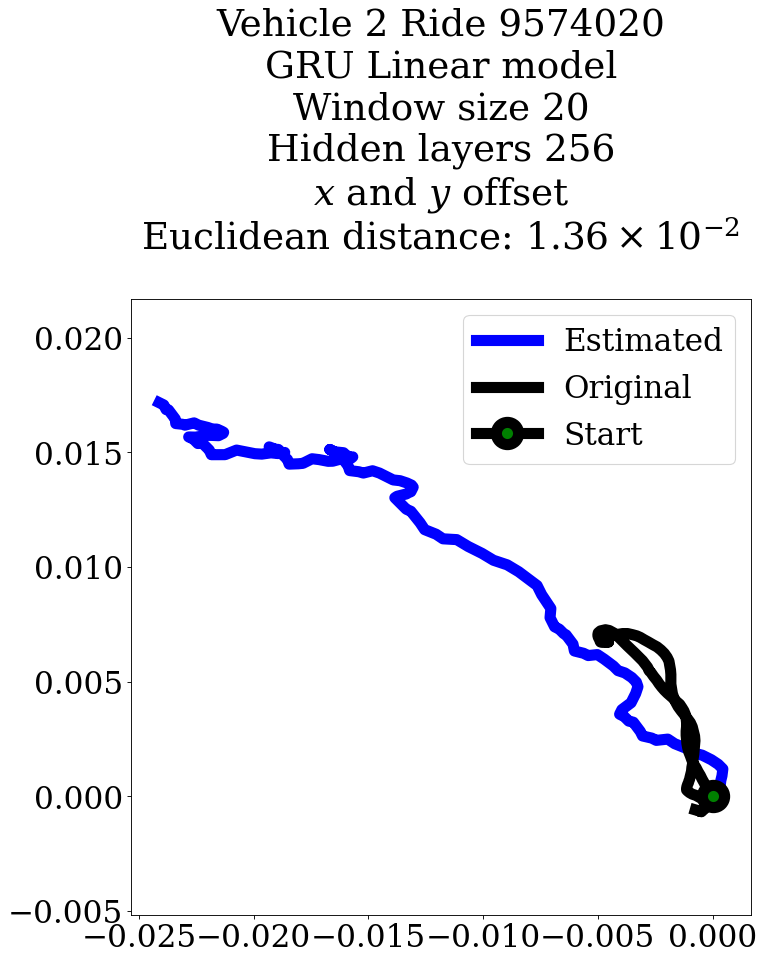 Vehicle 2 Ride 9574020
GRU Linear model
Window size 20
Hidden layers 256
x and y offset
Euclidean distance: 1.36 × 10⁻²
Estimated
Original
Start
0.020
0.015
0.010
0.005
0.000
−0.005
−0.025 −0.020 −0.015 −0.010 −0.005 0.000